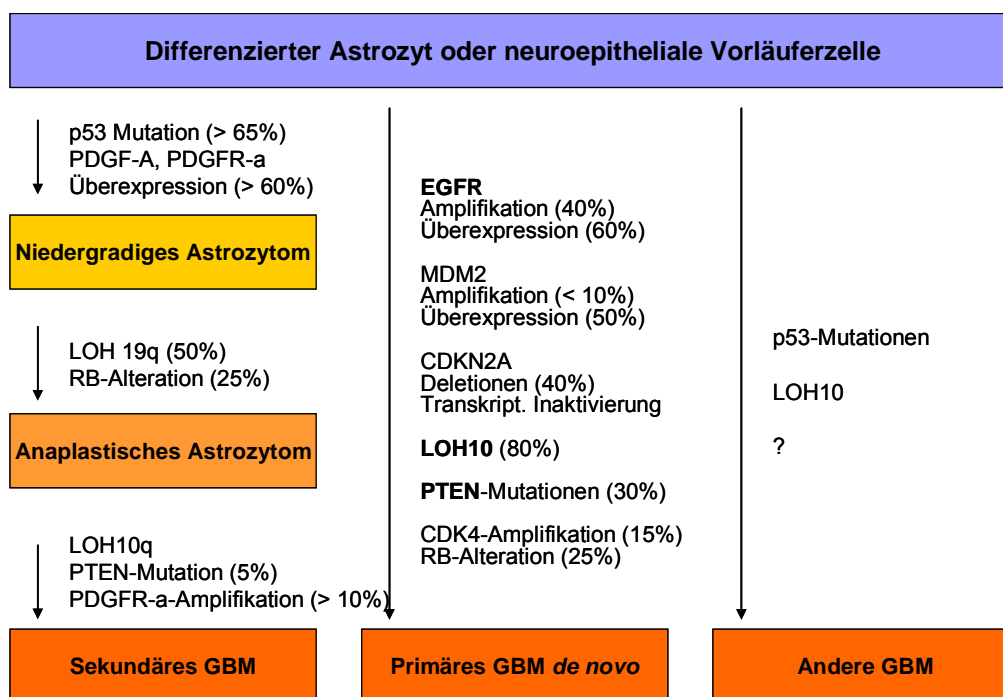 Differenzierter Astrozyt oder neuroepitheliale Vorläuferzelle
p53 Mutation (> 65%)
PDGF-A, PDGFR-a
Überexpression (> 60%)
Niedergradiges Astrozytom
LOH 19q (50%)
RB-Alteration (25%)
Anaplastisches Astrozytom
LOH10q
PTEN-Mutation (5%)
PDGFR-a-Amplifikation (> 10%)
Sekundäres GBM
EGFR
Amplifikation (40%)
Überexpression (60%)
MDM2
Amplifikation (< 10%)
Überexpression (50%)
CDKN2A
Deletionen (40%)
Transkript. Inaktivierung
LOH10 (80%)
PTEN-Mutationen (30%)
CDK4-Amplifikation (15%)
RB-Alteration (25%)
Primäres GBM de novo
p53-Mutationen
LOH10
?
Andere GBM